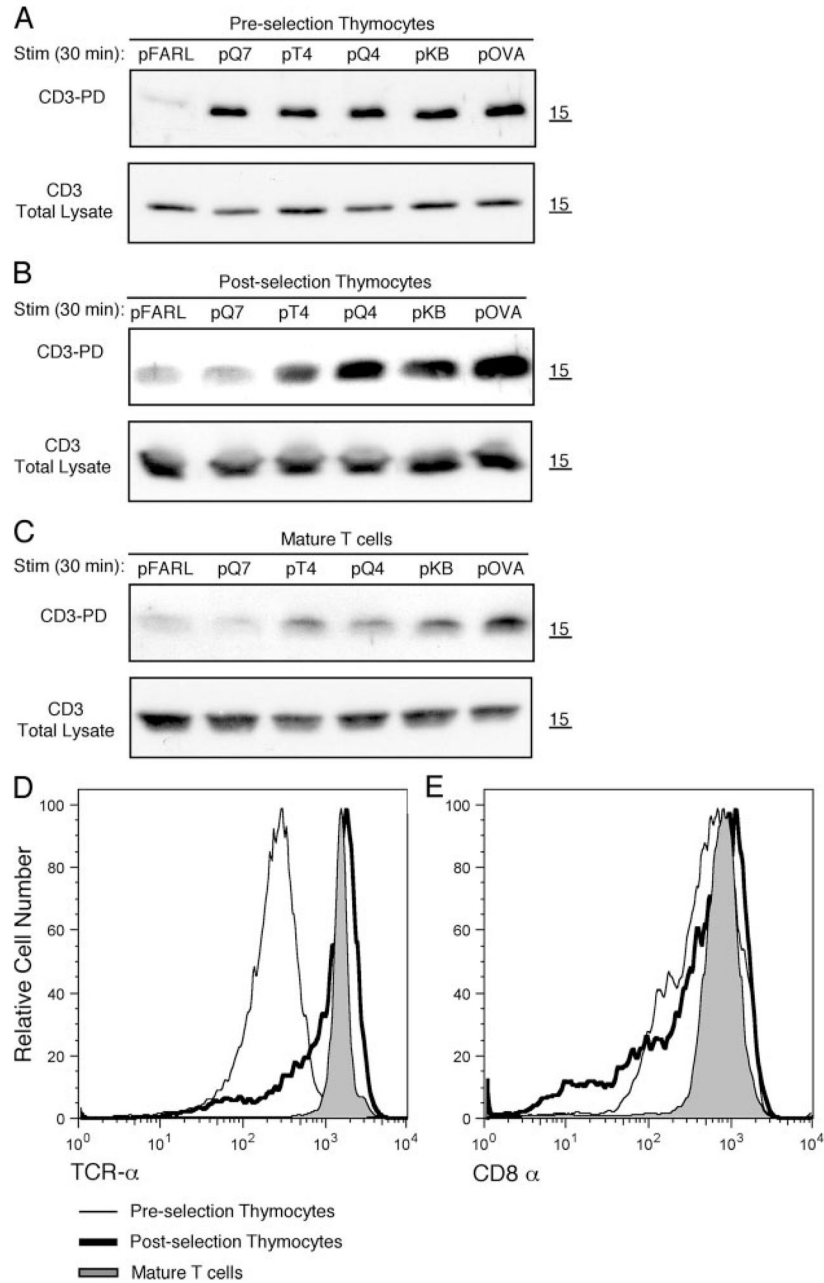 A
Pre-selection Thymocytes
Stim (30 min): pFARL pQ7 pT4 pQ4 pKB pOVA
CD3-PD
15
CD3
Total Lysate
15
B
Post-selection Thymocytes
Stim (30 min): pFARL pQ7 pT4 pQ4 pKB pOVA
CD3-PD
15
CD3
Total Lysate
15
C
Mature T cells
Stim (30 min): pFARL pQ7 pT4 pQ4 pKB pOVA
CD3-PD
15
CD3
Total Lysate
15
D
Relative Cell Number
100
80
60
40
20
0
10⁰ 10¹ 10² 10³ 10⁴
TCR-α
E
100
80
60
40
20
0
10⁰ 10¹ 10² 10³ 10⁴
CD8 α
Pre-selection Thymocytes
Post-selection Thymocytes
Mature T cells